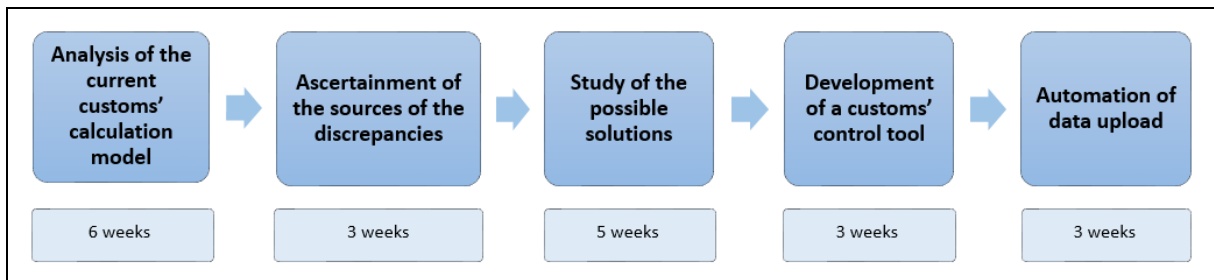 Analysis of the
current
customs’
calculation
model
Ascertainment of
the sources of the
discrepancies
Study of the
possible
solutions
Development
of a customs’
control tool
Automation of
data upload
6 weeks
3 weeks
5 weeks
3 weeks
3 weeks